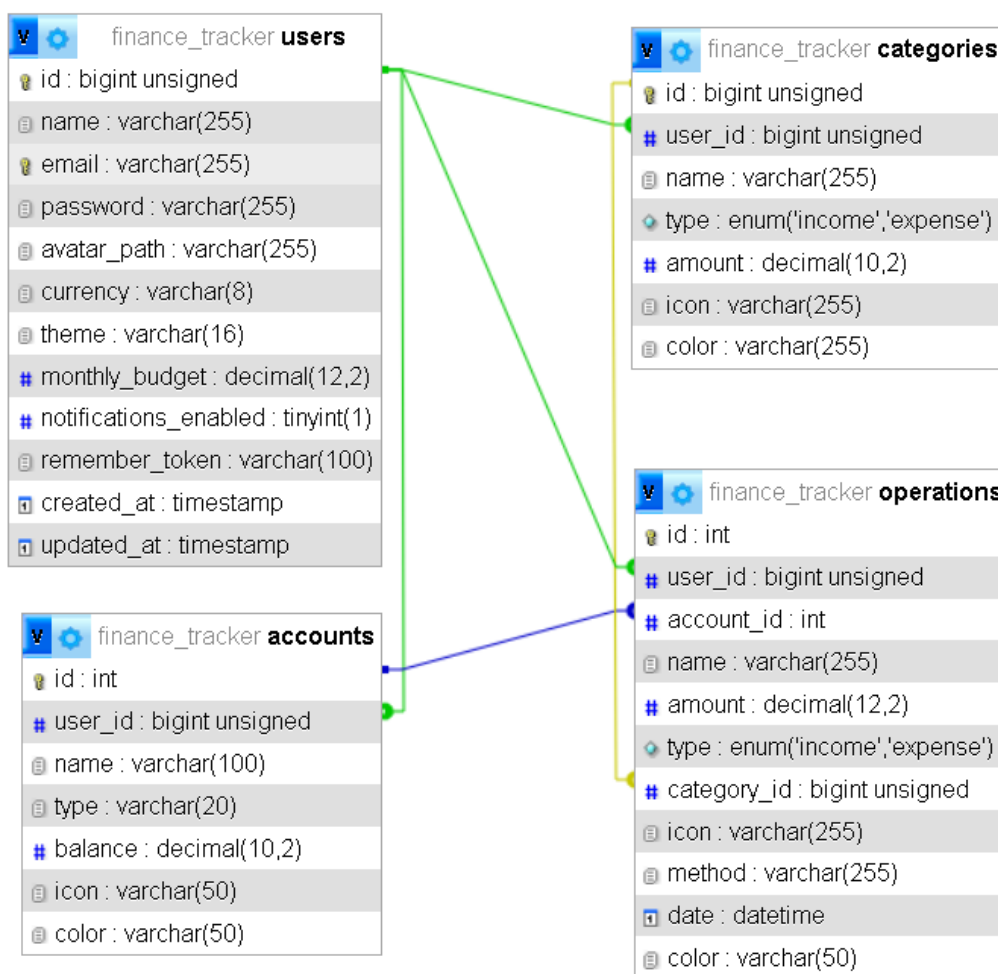 v finance_tracker users
id : bigint unsigned
name : varchar(255)
email : varchar(255)
password : varchar(255)
avatar_path : varchar(255)
currency : varchar(8)
theme : varchar(16)
# monthly_budget : decimal(12,2)
# notifications_enabled : tinyint(1)
remember_token : varchar(100)
created_at : timestamp
updated_at : timestamp
v finance_tracker accounts
id : int
# user_id : bigint unsigned
name : varchar(100)
type : varchar(20)
# balance : decimal(10,2)
icon : varchar(50)
color : varchar(50)
v finance_tracker categories
id : bigint unsigned
# user_id : bigint unsigned
name : varchar(255)
type : enum('income','expense')
# amount : decimal(10,2)
icon : varchar(255)
color : varchar(255)
v finance_tracker operations
id : int
# user_id : bigint unsigned
# account_id : int
name : varchar(255)
# amount : decimal(12,2)
type : enum('income','expense')
# category_id : bigint unsigned
icon : varchar(255)
method : varchar(255)
date : datetime
color : varchar(50)